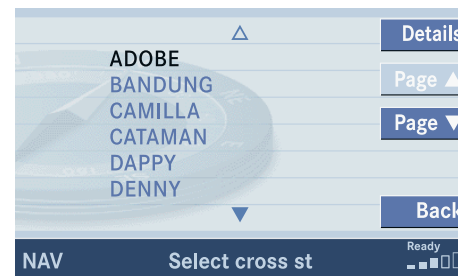 Details
ADOBE
BANDUNG
Page
CAMILLA
CATAMAN
Page
DAPPY
DENNY
Back
NAV Select cross st Ready